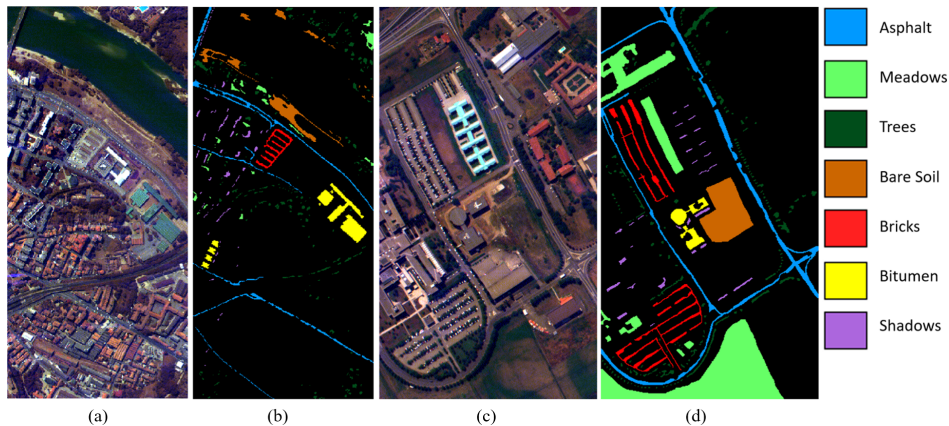 Asphalt
Meadows
Trees
Bare Soil
Bricks
Bitumen
Shadows
(a) (b) (c) (d)